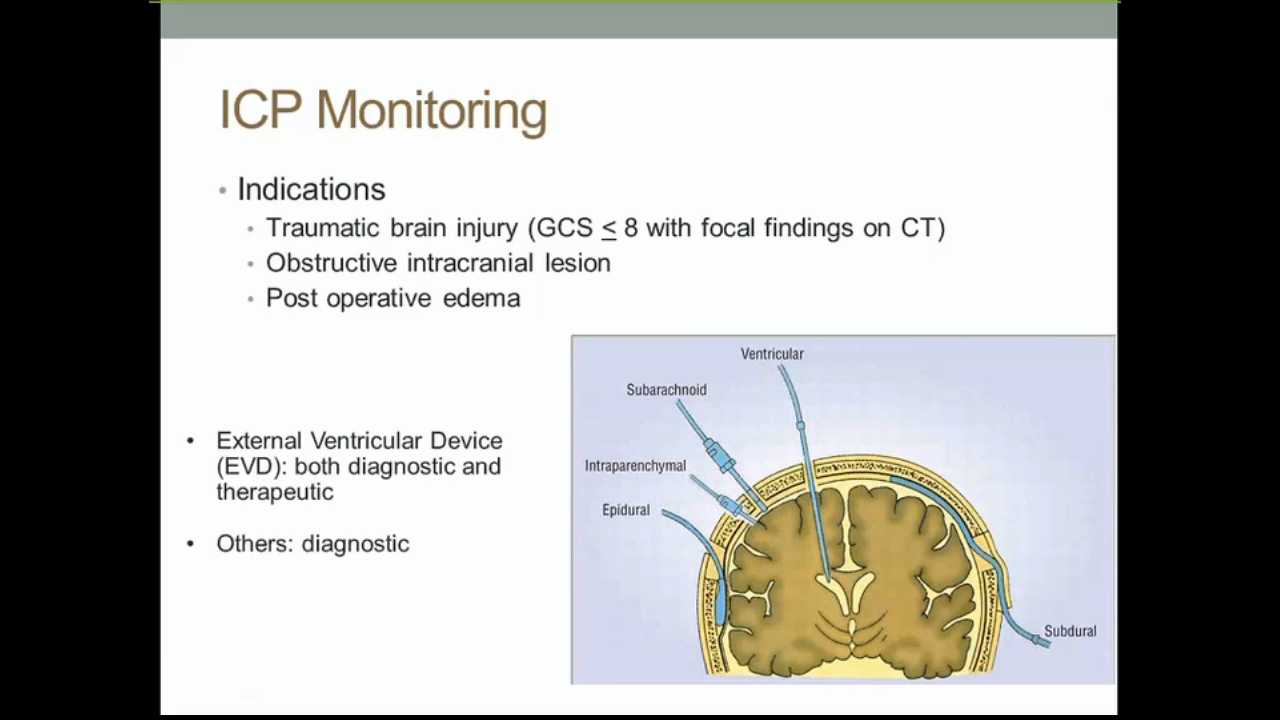 ICP Monitoring
• Indications
• Traumatic brain injury (GCS ≤ 8 with focal findings on CT)
• Obstructive intracranial lesion
• Post operative edema
• External Ventricular Device
(EVD): both diagnostic and
therapeutic
• Others: diagnostic
Ventricular
Subarachnoid
Intraparenchymal
Epidural
Subdural